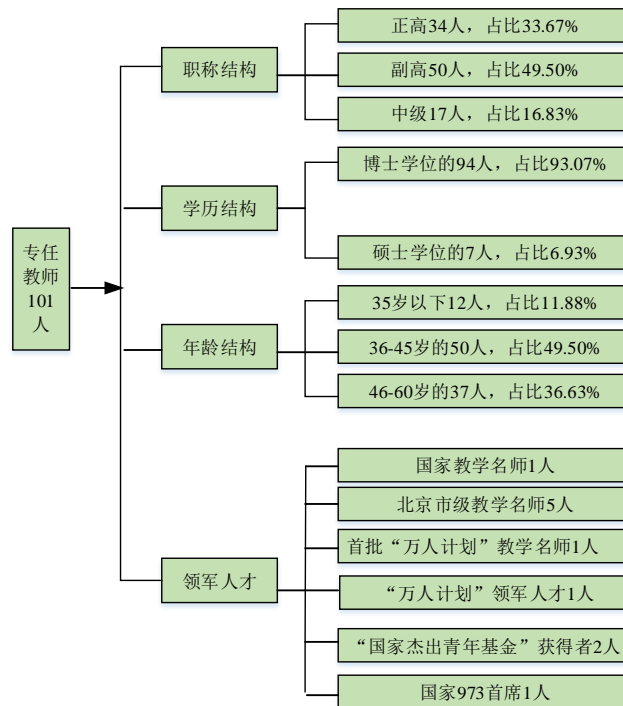 专任
教师
101
人
职称结构
正高34人，占比33.67%
副高50人，占比49.50%
中级17人，占比16.83%
学历结构
博士学位的94人，占比93.07%
硕士学位的7人，占比6.93%
年龄结构
35岁以下12人，占比11.88%
36-45岁的50人，占比49.50%
46-60岁的37人，占比36.63%
领军人才
国家教学名师1人
北京市级教学名师5人
首批“万人计划”教学名师1人
“万人计划”领军人才1人
“国家杰出青年基金”获得者2人
国家973首席1人